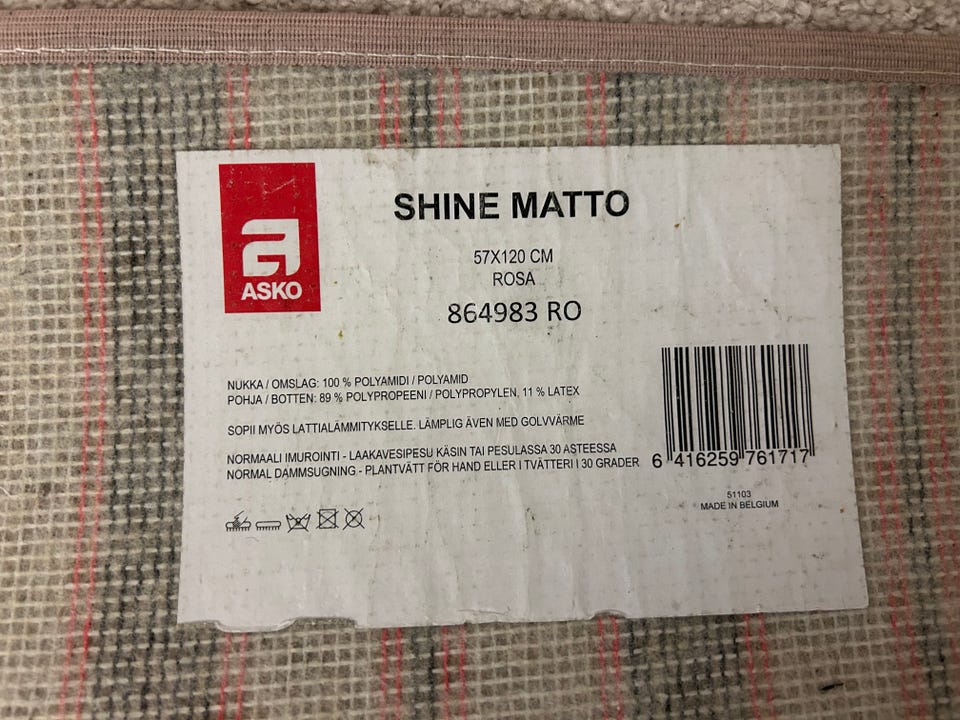 ASKO
SHINE MATTO
57X120 CM
ROSA
864983 RO
NUKKA / OMSLAG: 100 % POLYAMIDI / POLYAMID
POHJA / BOTTEN: 89 % POLYPROPEENI / POLYPROPYLEN, 11 % LATEX
SOPII MYÖS LATTIALÄMMITYKSELLE. LÄMPLIG ÄVEN MED GOLVVÄRME
NORMAALI IMUROINTI - LAAKAVESIPESU KÄSIN TAI PESULASSA 30 ASTEESSA
NORMAL DAMMSUGNING - PLANTVÄTT FÖR HAND ELLER I TVÄTTERI I 30 GRADER
6 416259 761717
51103
MADE IN BELGIUM